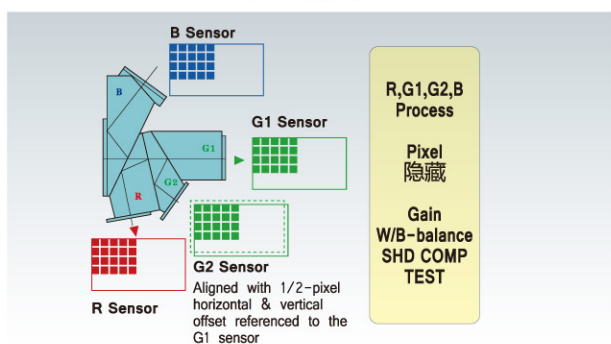 B Sensor
B
G1 Sensor
G1
G2
R
G2 Sensor
Aligned with 1/2-pixel
horizontal & vertical
offset referenced to the
G1 sensor
R Sensor
R,G1,G2,B
Process
Pixel
隐藏
Gain
W/B-balance
SHD COMP
TEST